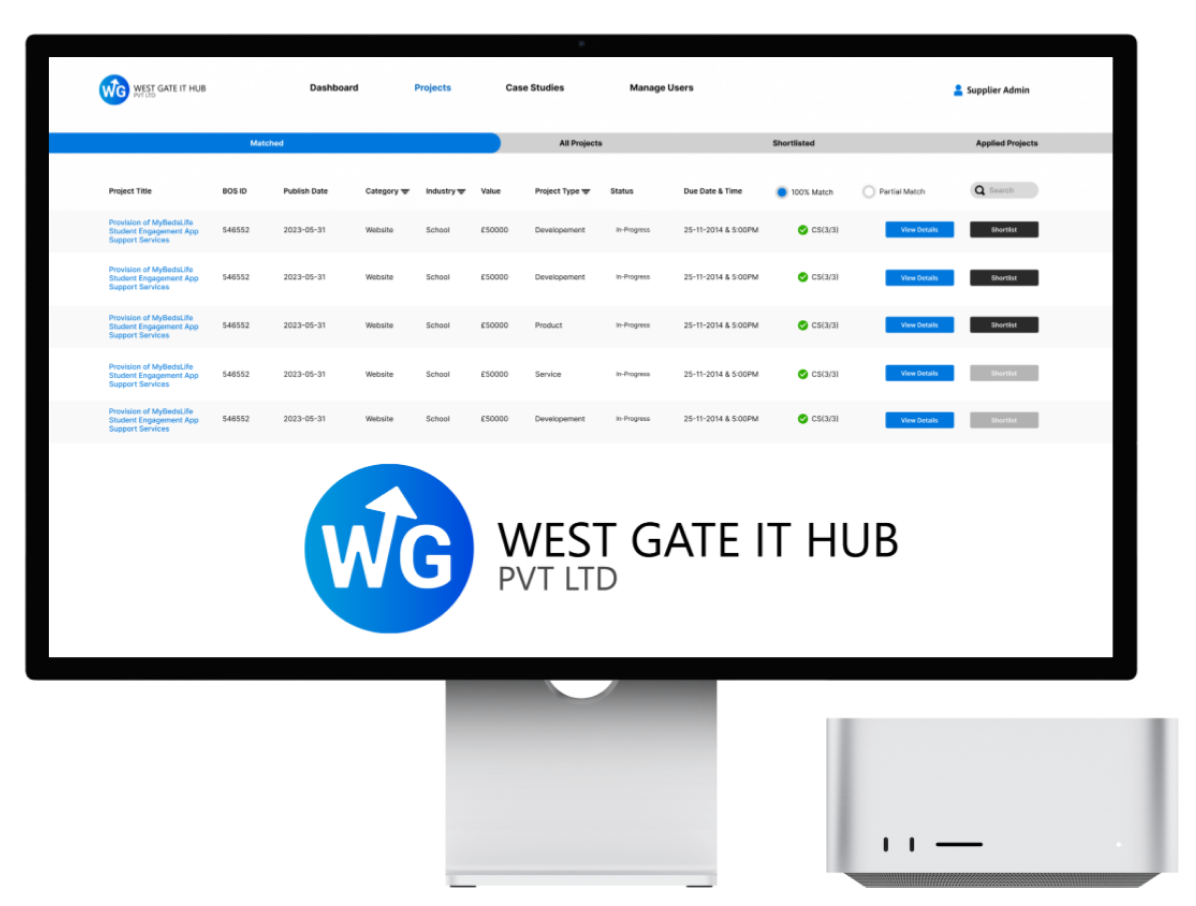 WG WEST GATE IT HUB
PVT LTD
Dashboard Projects Case Studies Manage Users Supplier Admin
Matched All Projects Shortlisted Applied Projects
Project Title BOS ID Publish Date Category Industry Value Project Type Status Due Date & Time 100% Match Partial Match Search
Provision of MyBedsLife
Student Engagement App 546552 2023-05-31 Website School £50000 Developement In-Progress 25-11-2014 & 5:00PM CS(3/3) View Details Shortlist
Support Services
Provision of MyBedsLife
Student Engagement App 546552 2023-05-31 Website School £50000 Developement In-Progress 25-11-2014 & 5:00PM CS(3/3) View Details Shortlist
Support Services
Provision of MyBedsLife
Student Engagement App 546552 2023-05-31 Website School £50000 Product In-Progress 25-11-2014 & 5:00PM CS(3/3) View Details Shortlist
Support Services
Provision of MyBedsLife
Student Engagement App 546552 2023-05-31 Website School £50000 Service In-Progress 25-11-2014 & 5:00PM CS(3/3) View Details Shortlist
Support Services
Provision of MyBedsLife
Student Engagement App 546552 2023-05-31 Website School £50000 Developement In-Progress 25-11-2014 & 5:00PM CS(3/3) View Details Shortlist
Support Services
WG WEST GATE IT HUB
PVT LTD